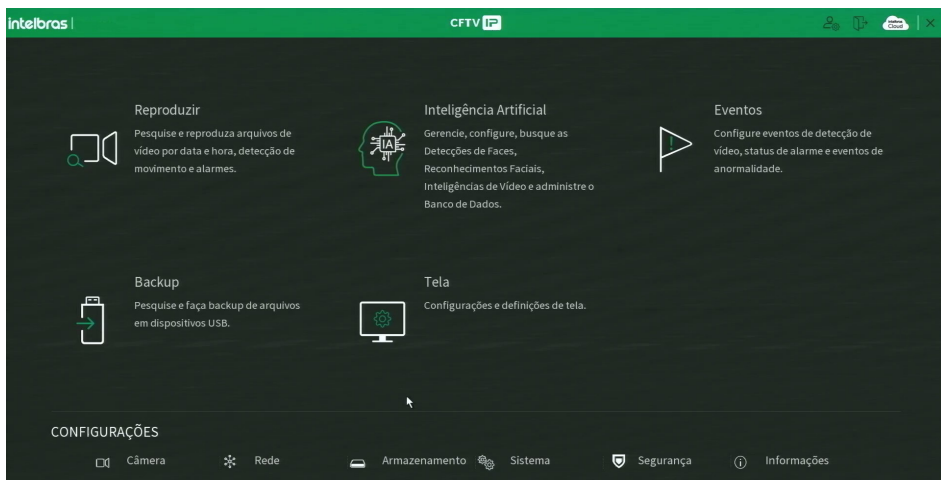 intelbras
CFTV IP
intelbras
Cloud
Reproduzir
Pesquise e reproduza arquivos de
vídeo por data e hora, detecção de
movimento e alarmes.
IA
Inteligência Artificial
Gerencie, configure, busque as
Detecções de Faces,
Reconhecimentos Faciais,
Inteligências de Vídeo e administre o
Banco de Dados.
Eventos
Configure eventos de detecção de
vídeo, status de alarme e eventos de
anormalidade.
Backup
Pesquise e faça backup de arquivos
em dispositivos USB.
Tela
Configurações e definições de tela.
CONFIGURAÇÕES
Câmera Rede Armazenamento Sistema Segurança Informações